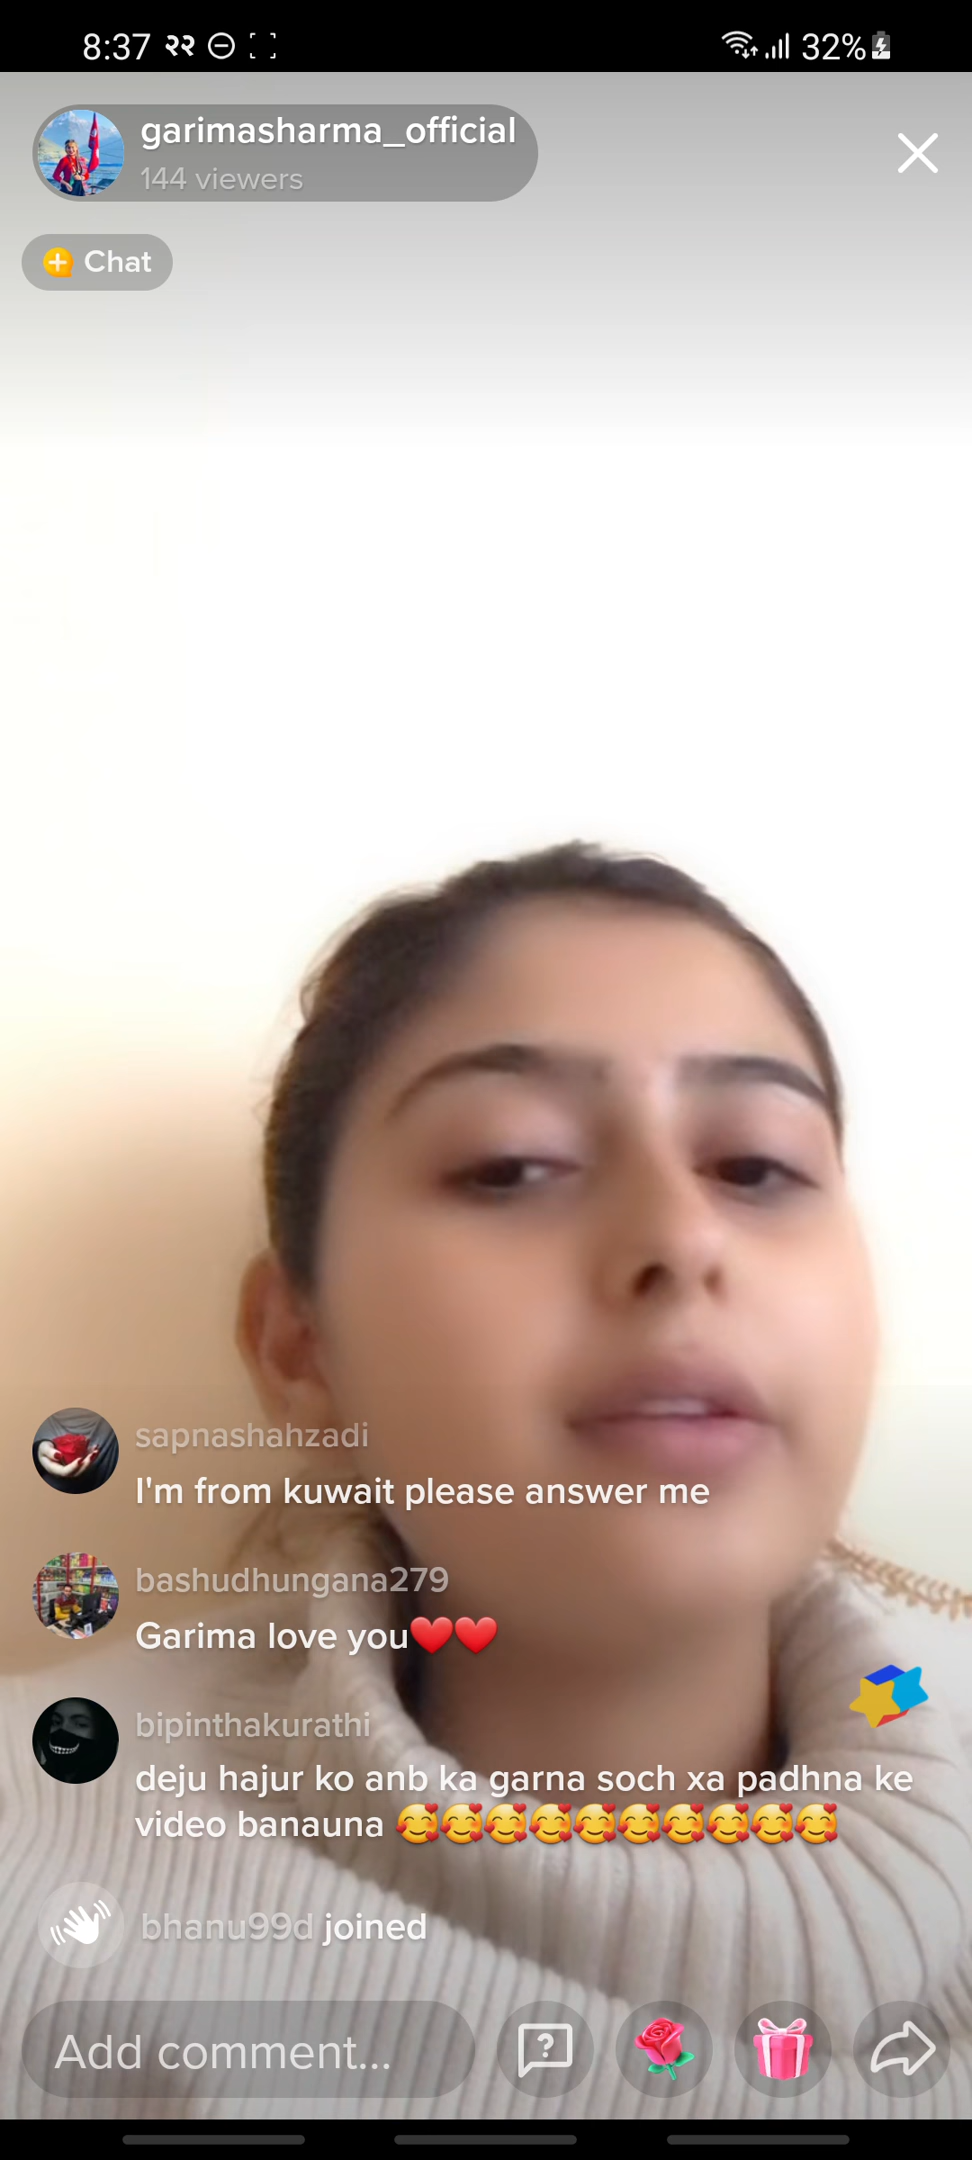 8:37 २२ 32%
garimasharma_official
144 viewers
Chat
sapnashahzadi
I'm from kuwait please answer me
bashudhungana279
Garima love you❤️❤️
bipinthakurathi
deju hajur ko anb ka garna soch xa padhna ke
video banauna 🥰🥰🥰🥰🥰🥰🥰🥰🥰🥰
bhanu99d joined
Add comment...
?